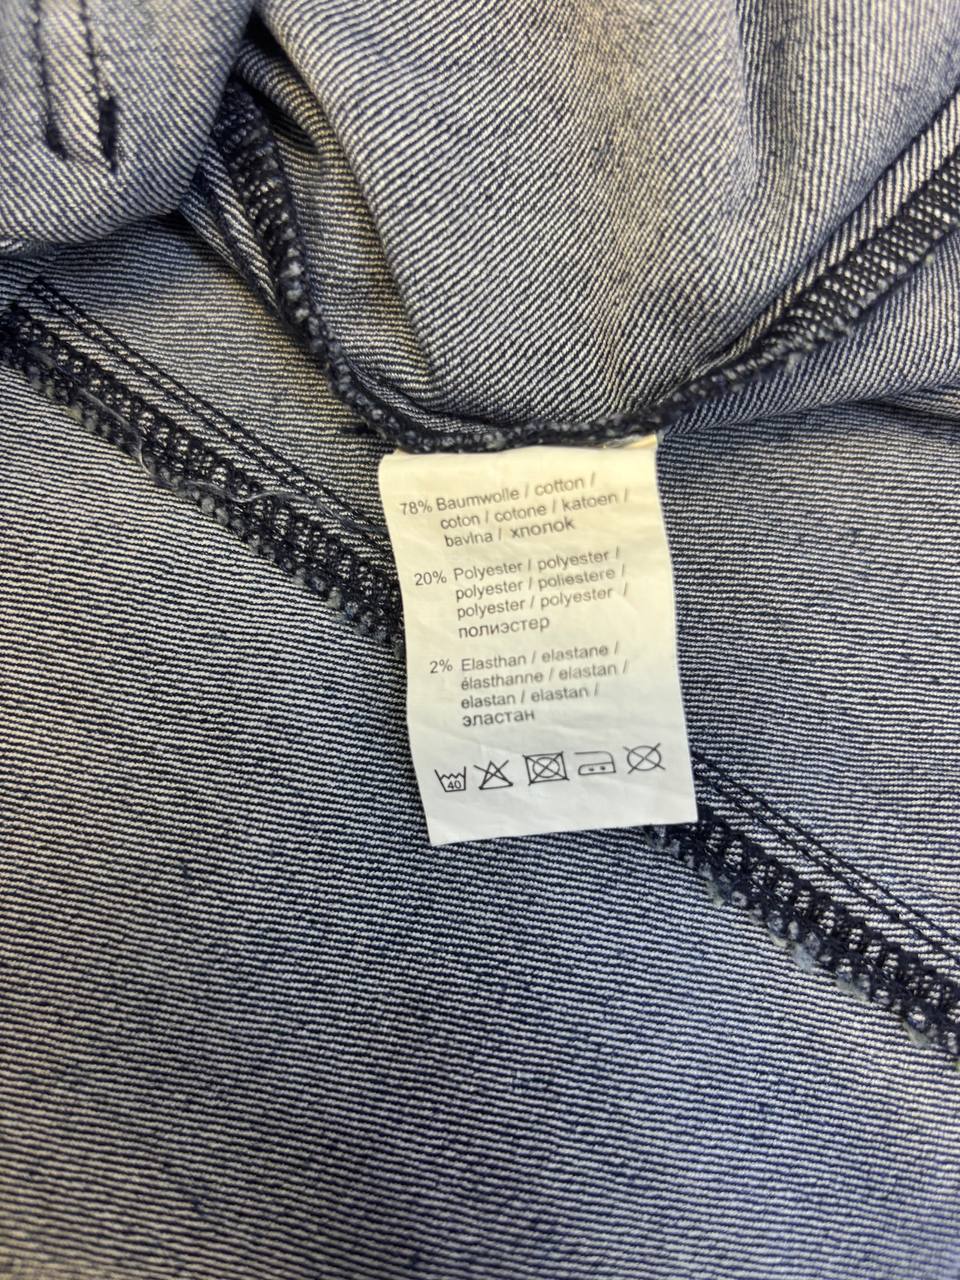 78% Baumwolle / cotton /
coton / cotone / katoen /
bavlna / хлопок
20% Polyester / polyester /
polyester / poliestere /
polyester / polyester /
полиэстер
2% Elasthan / elastane /
élasthanne / elastan /
elastan / elastan /
эластан
40